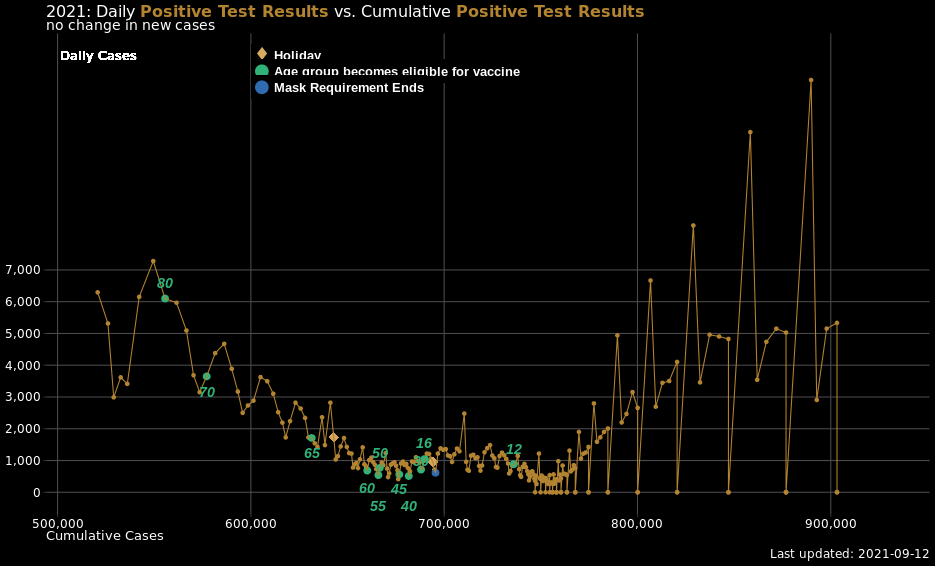 2021: Daily Positive Test Results vs. Cumulative Positive Test Results
no change in new cases
Daily Cases
Holiday
Age group becomes eligible for vaccine
Mask Requirement Ends
7,000
6,000
5,000
4,000
3,000
2,000
1,000
0
80
70
65
60
50
55
45
40
16
12
500,000
600,000
700,000
800,000
900,000
Cumulative Cases
Last updated: 2021-09-12